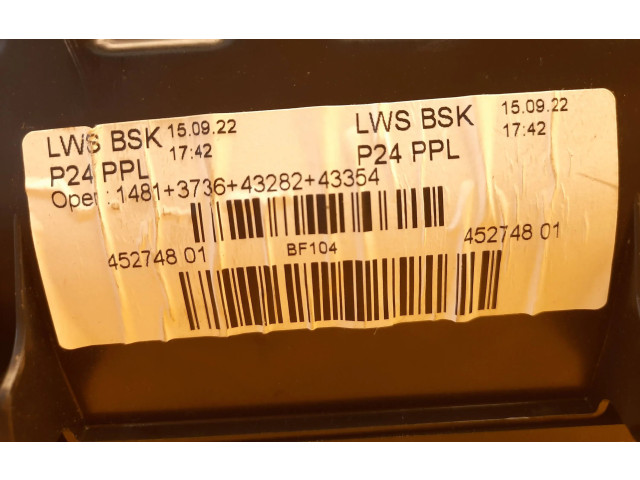 LWS BSK 15.09.22 LWS BSK 15.09.22
P24 PPL 17:42 P24 PPL 17:42
Oper.: 1481+3736+43282+43354
452748 01 BF104 452748 01